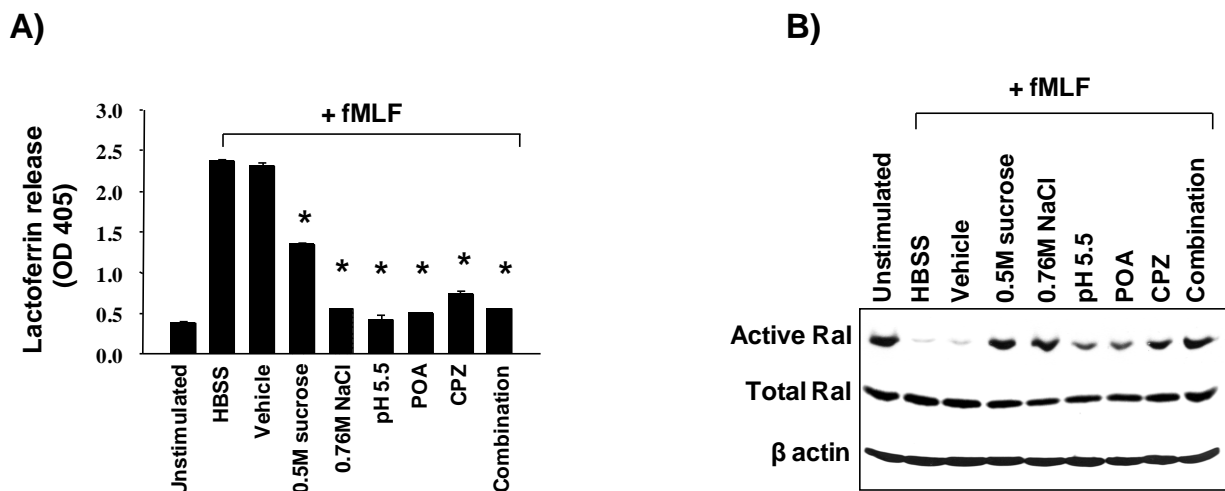 A)
+ fMLF
Lactoferrin release
(OD 405)
3.0
2.5
2.0
1.5
1.0
0.5
0.0
*
*
*
*
*
*
Unstimulated
HBSS
Vehicle
0.5M sucrose
0.76M NaCl
pH 5.5
POA
CPZ
Combination
B)
+ fMLF
Unstimulated
HBSS
Vehicle
0.5M sucrose
0.76M NaCl
pH 5.5
POA
CPZ
Combination
Active Ral
Total Ral
β actin